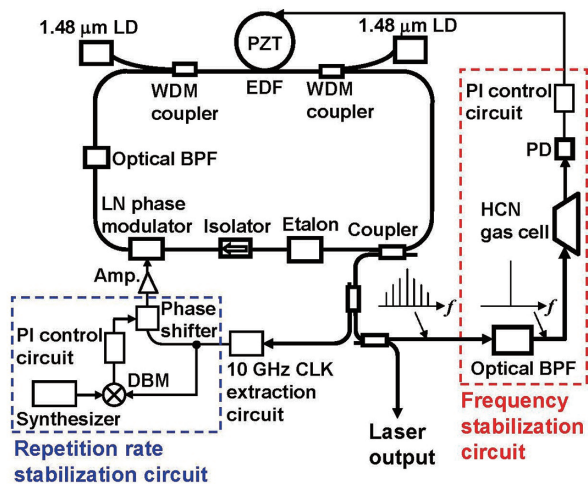 1.48 μm LD
PZT
1.48 μm LD
WDM
coupler
EDF
WDM
coupler
PI control
circuit
Optical BPF
PD
LN phase
modulator
Isolator
Etalon
Coupler
HCN
gas cell
Amp.
f
f
Phase
shifter
PI control
circuit
10 GHz CLK
extraction
circuit
Optical BPF
DBM
Synthesizer
Laser
output
Frequency
stabilization
circuit
Repetition rate
stabilization circuit